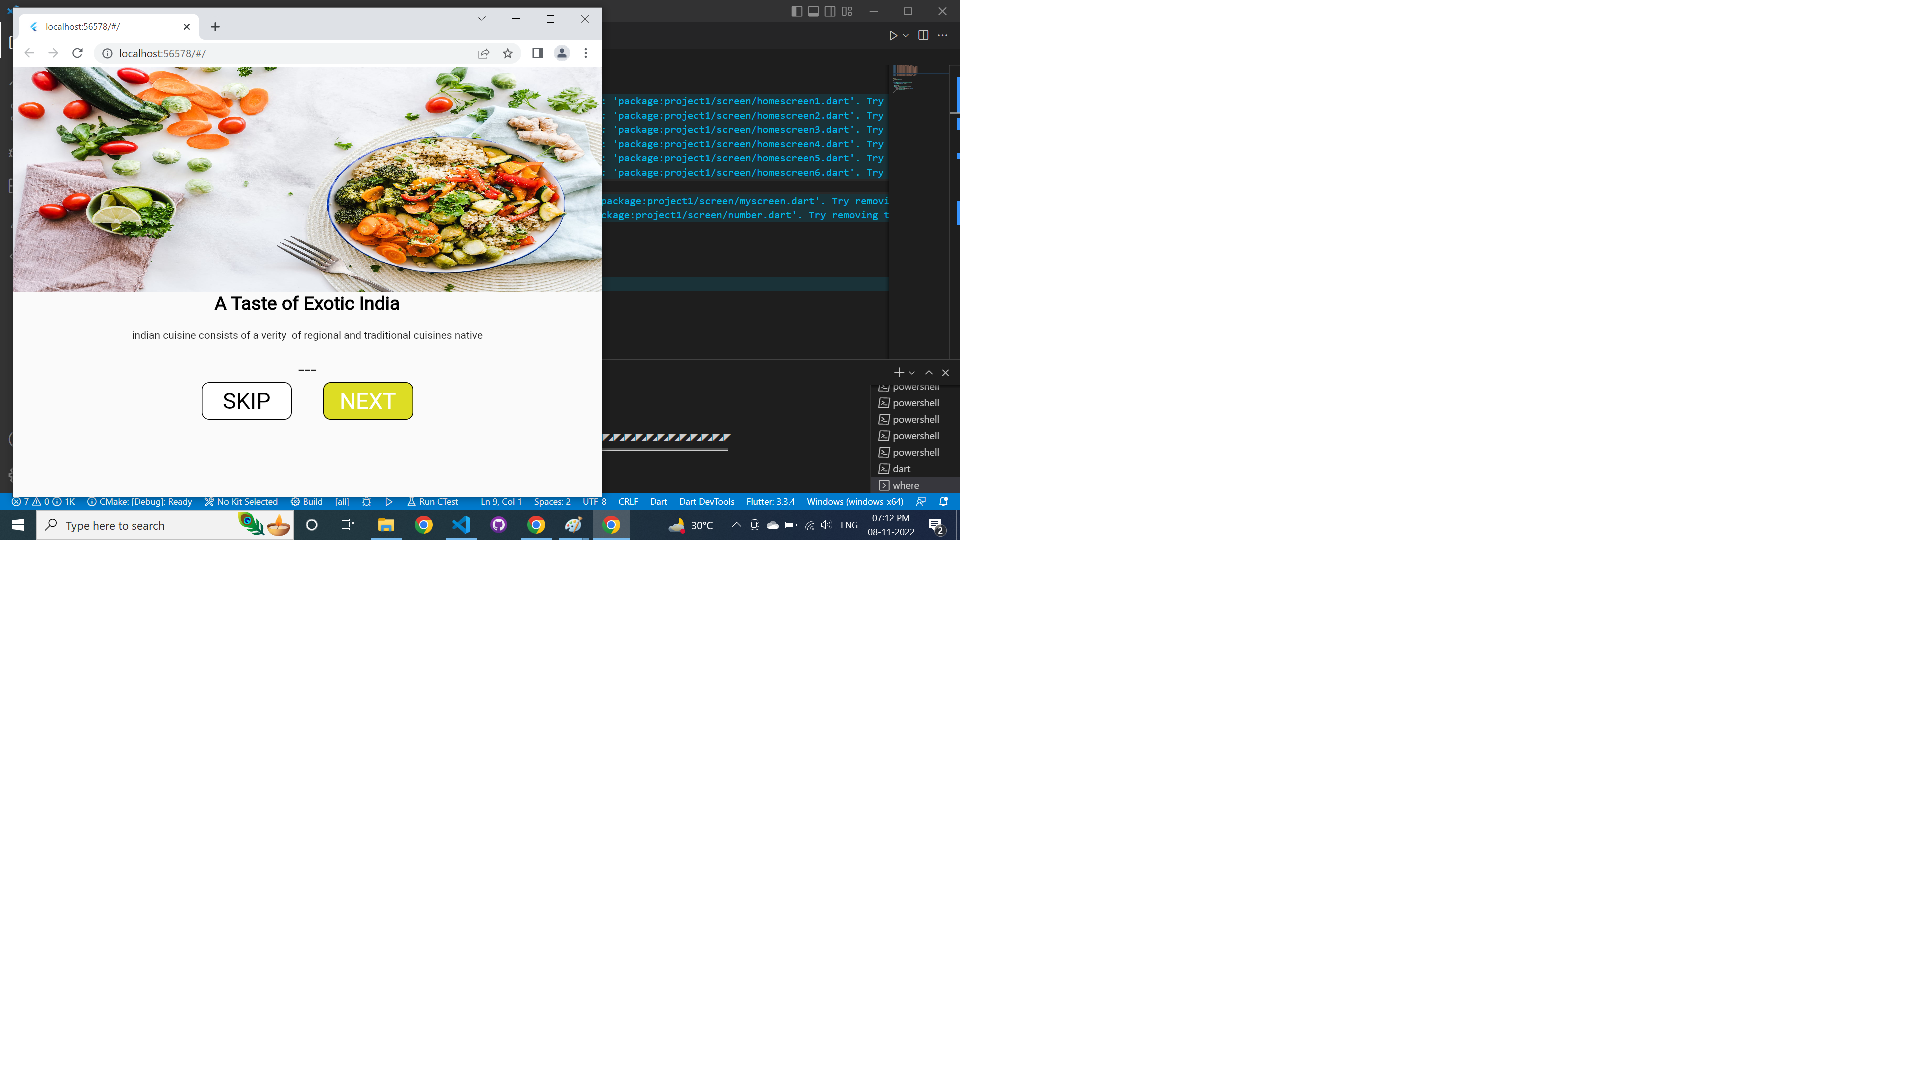 localhost:56578/#/
localhost:56578/#/
: 'package:project1/screen/homescreen1.dart'. Try
: 'package:project1/screen/homescreen2.dart'. Try
: 'package:project1/screen/homescreen3.dart'. Try
: 'package:project1/screen/homescreen4.dart'. Try
: 'package:project1/screen/homescreen5.dart'. Try
: 'package:project1/screen/homescreen6.dart'. Try
package:project1/screen/myscreen.dart'. Try removi
ckage:project1/screen/number.dart'. Try removing t
A Taste of Exotic India
indian cuisine consists of a verity  of regional and traditional cuisines native
---
SKIP NEXT
powershell
powershell
powershell
powershell
powershell
dart
where
7 0 1K CMake: [Debug]: Ready No Kit Selected Build [all] Run CTest Ln 9, Col 1 Spaces: 2 UTF-8 CRLF Dart Dart DevTools Flutter: 3.3.4 Windows (windows-x64)
Type here to search 30°C ENG 07:12 PM
08-11-2022 2